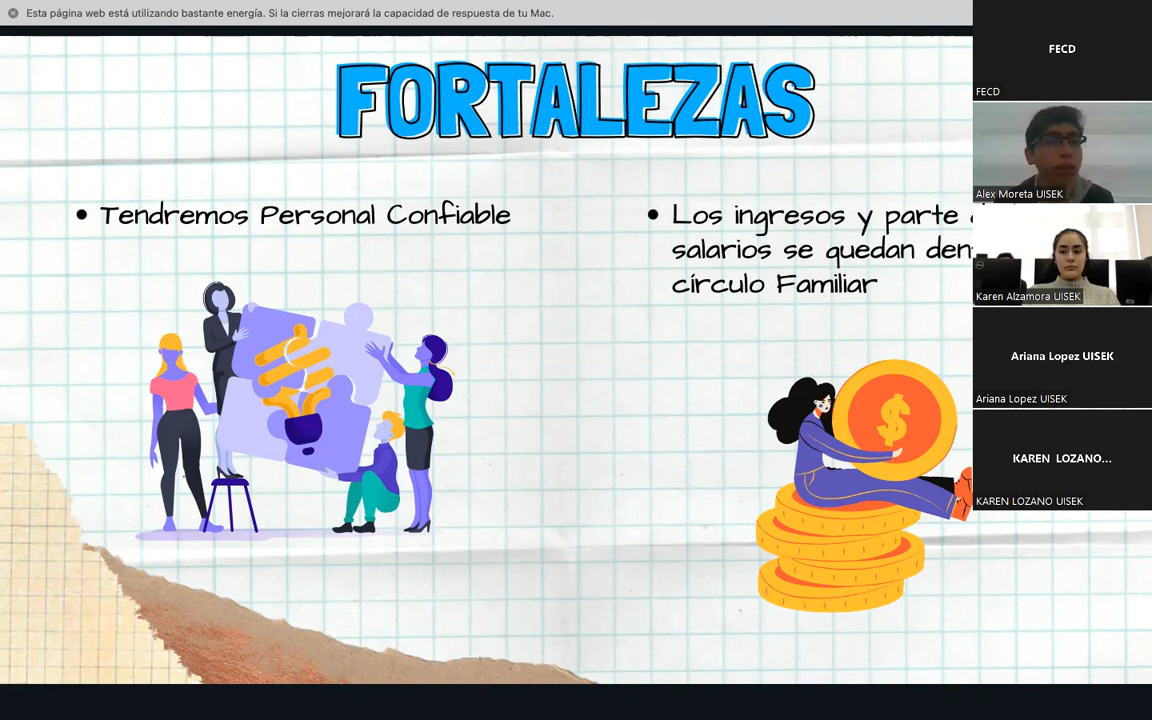 Esta página web está utilizando bastante energía. Si la cierras mejorará la capacidad de respuesta de tu Mac.
FORTALEZAS
• Tendremos Personal Confiable
• Los ingresos y parte
salarios se quedan
círculo Familiar
$
FECD
FECD
Alex Moreta UISEK
Karen Alzamora UISEK
Ariana Lopez UISEK
Ariana Lopez UISEK
KAREN LOZANO...
KAREN LOZANO UISEK